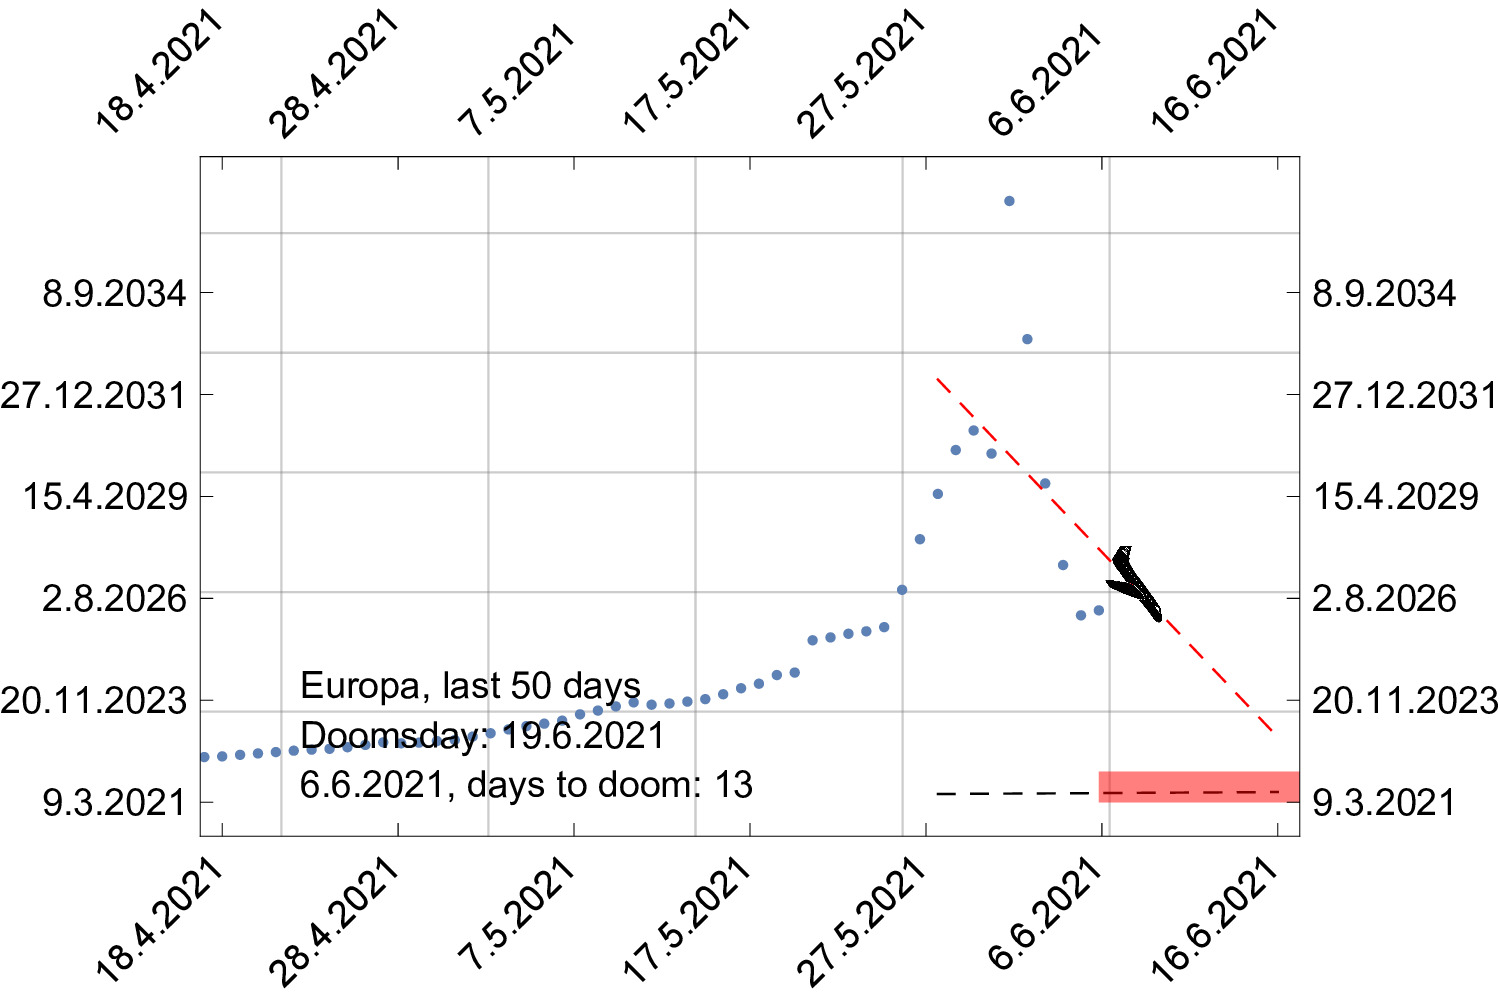 18.4.2021 28.4.2021 7.5.2021 17.5.2021 27.5.2021 6.6.2021 16.6.2021
8.9.2034 8.9.2034
27.12.2031 27.12.2031
15.4.2029 15.4.2029
2.8.2026 2.8.2026
20.11.2023 20.11.2023
9.3.2021 9.3.2021
Europa, last 50 days
Doomsday: 19.6.2021
6.6.2021, days to doom: 13
18.4.2021 28.4.2021 7.5.2021 17.5.2021 27.5.2021 6.6.2021 16.6.2021